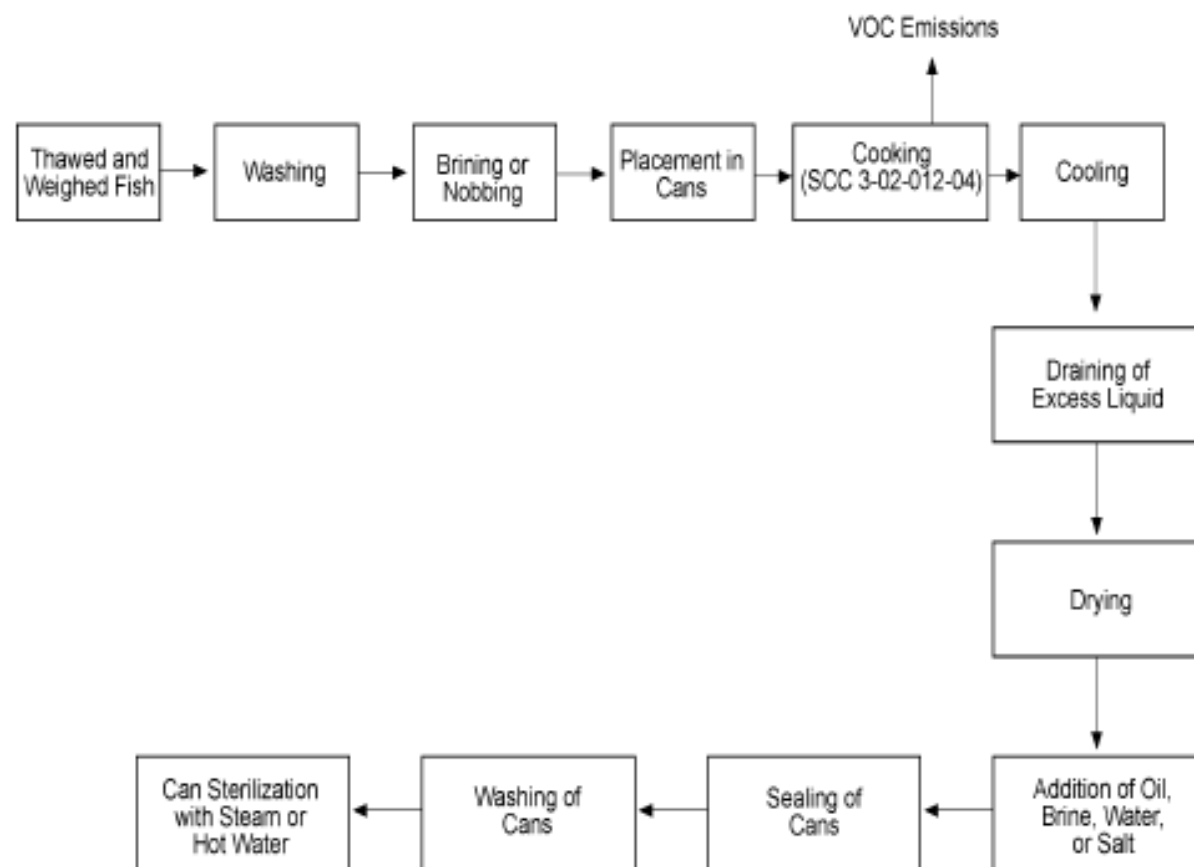 VOC Emissions
Thawed and
Weighed Fish
Washing
Brining or
Nobbing
Placement in
Cans
Cooking
(SCC 3-02-012-04)
Cooling
Draining of
Excess Liquid
Drying
Addition of Oil,
Brine, Water,
or Salt
Sealing of
Cans
Washing of
Cans
Can Sterilization
with Steam or
Hot Water